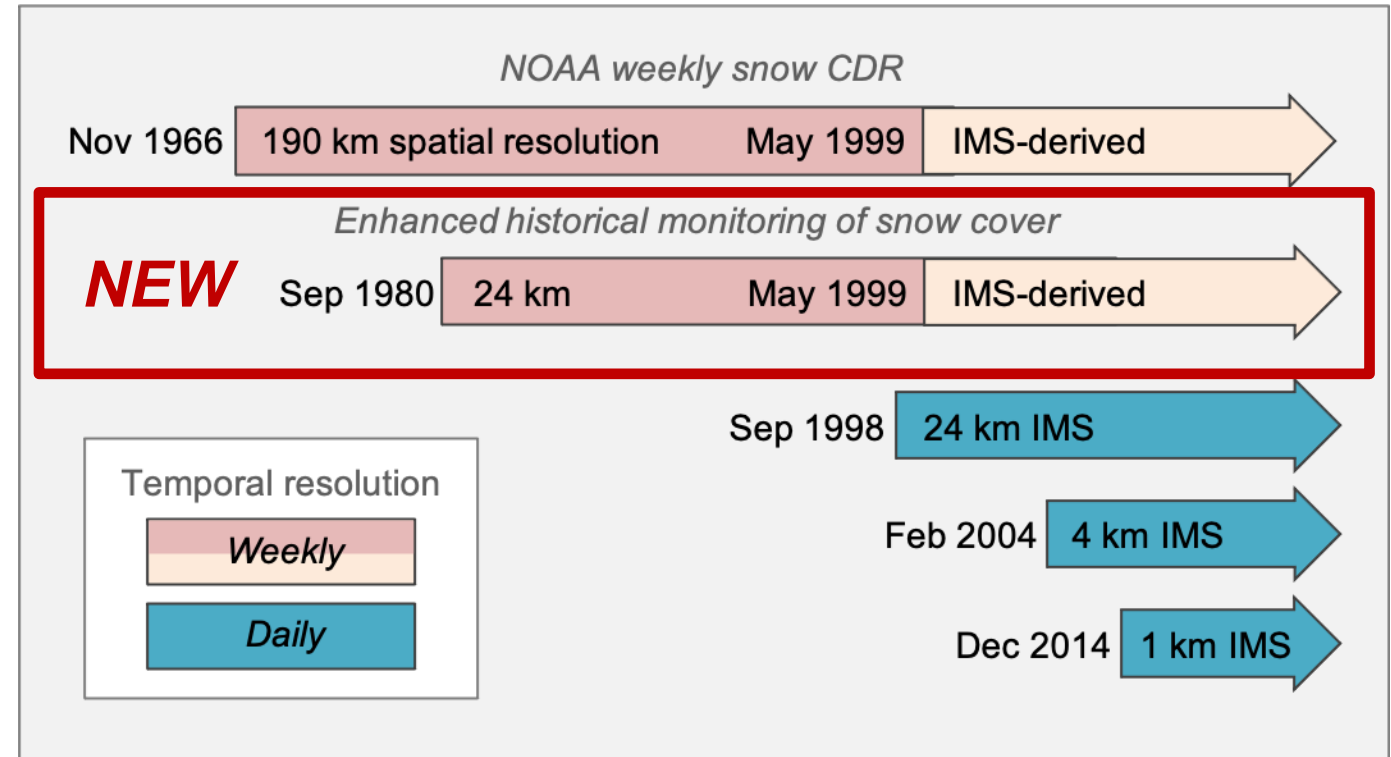 NOAA weekly snow CDR
Nov 1966 190 km spatial resolution May 1999 IMS-derived
Enhanced historical monitoring of snow cover
NEW Sep 1980 24 km May 1999 IMS-derived
Sep 1998 24 km IMS
Temporal resolution
Weekly
Daily
Feb 2004 4 km IMS
Dec 2014 1 km IMS